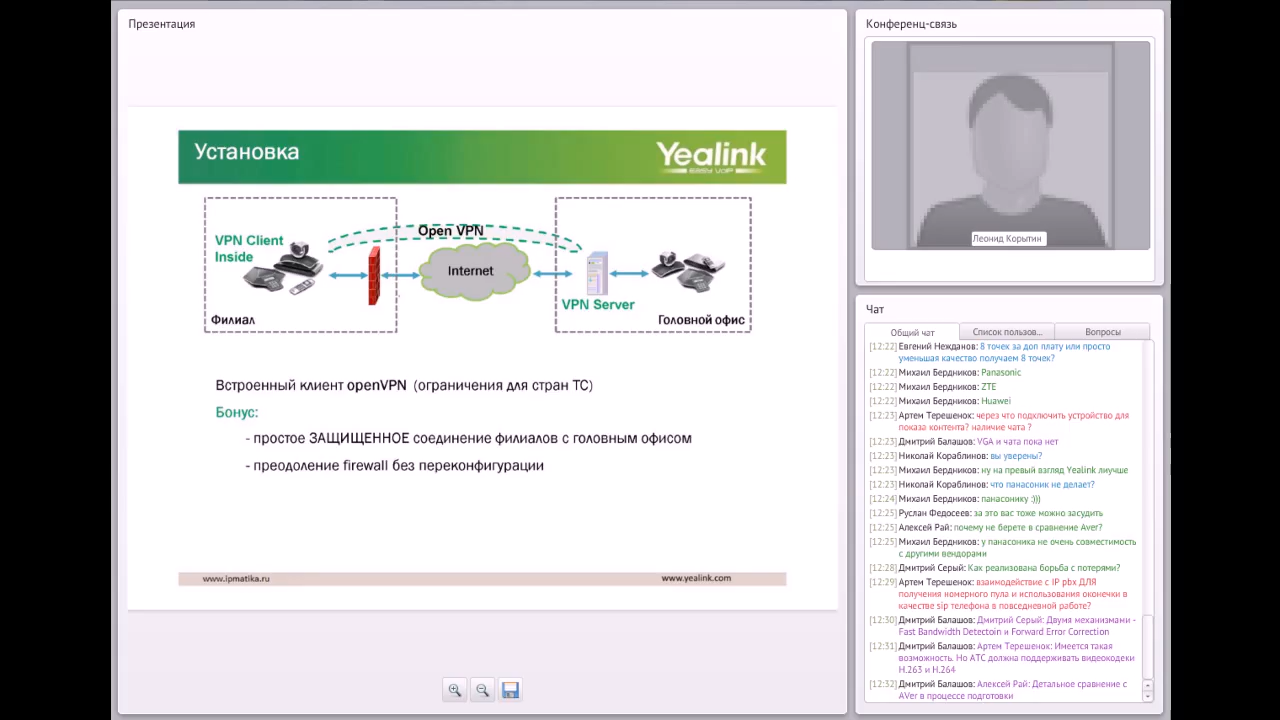 Презентация
Установка
Yealink
EASY VOIP
VPN Client
Inside
Open VPN
Internet
VPN Server
Филиал
Головной офис
Встроенный клиент openVPN (ограничения для стран ТС)
Бонус:
- простое ЗАЩИЩЕННОЕ соединение филиалов с головным офисом
- преодоление firewall без переконфигурации
www.ipmatika.ru
www.yealink.com
Конференц-связь
Леонид Корытин
Чат
Общий чат
Список пользов...
Вопросы
[12:22] Евгений Нежданов: 8 точек за доп плату или просто
уменьшая качество получаем 8 точек?
[12:22] Михаил Бердников: Panasonic
[12:22] Михаил Бердников: ZTE
[12:22] Михаил Бердников: Huawei
[12:23] Артем Терешенок: через что подключить устройство для
показа контента? наличие чата ?
[12:23] Дмитрий Балашов: VGA и чата пока нет
[12:23] Николай Кораблинов: вы уверены?
[12:23] Михаил Бердников: ну на превый взгляд Yealink лиучше
[12:23] Николай Кораблинов: что панасоник не делает?
[12:24] Михаил Бердников: панасонику :)))
[12:25] Руслан Федосеев: за это вас тоже можно засудить
[12:25] Алексей Рай: почему не берете в сравнение Aver?
[12:25] Михаил Бердников: у панасоника не очень совместимость
с другими вендорами
[12:28] Дмитрий Серый: Как реализована борьба с потерями?
[12:29] Артем Терешенок: взаимодействие с IP pbx ДЛЯ
получения номерного пула и использования оконечки в
качестве sip телефона в повседневной работе?
[12:30] Дмитрий Балашов: Дмитрий Серый: Двумя механизмами -
Fast Bandwidth Detectoin и Forward Error Correction
[12:31] Дмитрий Балашов: Артем Терешенок: Имеется такая
возможность. Но АТС должна поддерживать видеокодеки
H.263 и H.264
[12:32] Дмитрий Балашов: Алексей Рай: Детальное сравнение с
AVer в процессе подготовки